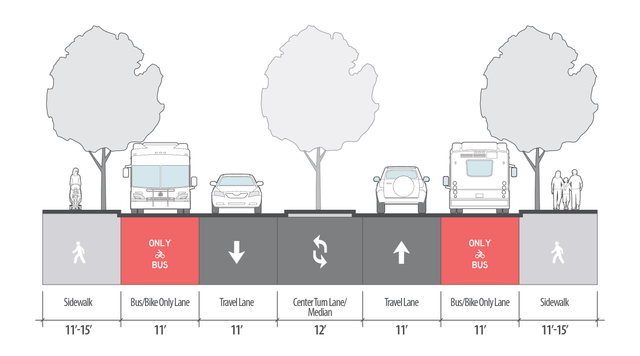 ONLY
BUS
ONLY
BUS
Sidewalk
Bus/Bike Only Lane
Travel Lane
Center Turn Lane/
Median
Travel Lane
Bus/Bike Only Lane
Sidewalk
11'-15'
11'
11'
12'
11'
11'
11'-15'